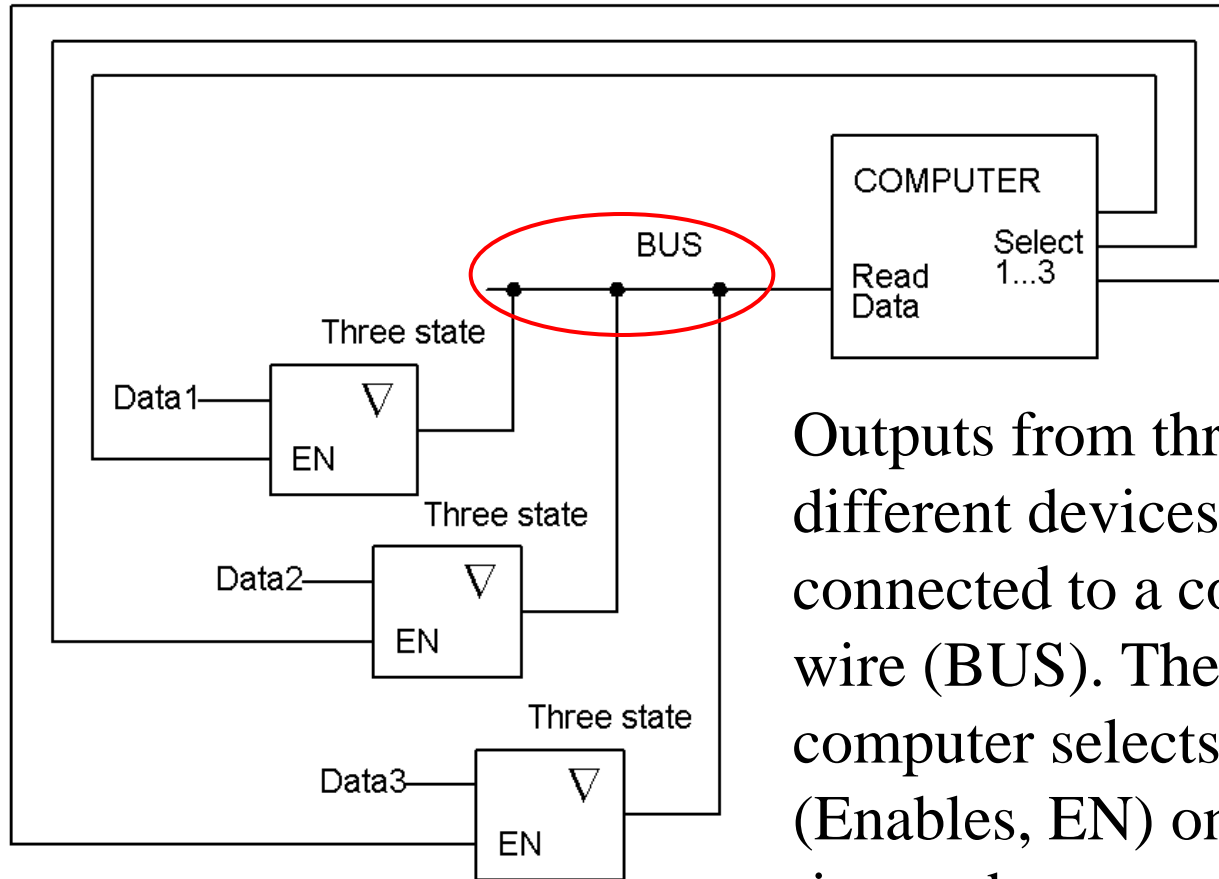 COMPUTER
Select
1...3
Read
Data
BUS
Three state
Data1
EN
Three state
Data2
EN
Three state
Data3
EN
Outputs from thr
different devices
connected to a co
wire (BUS). The
computer selects
(Enables, EN) on